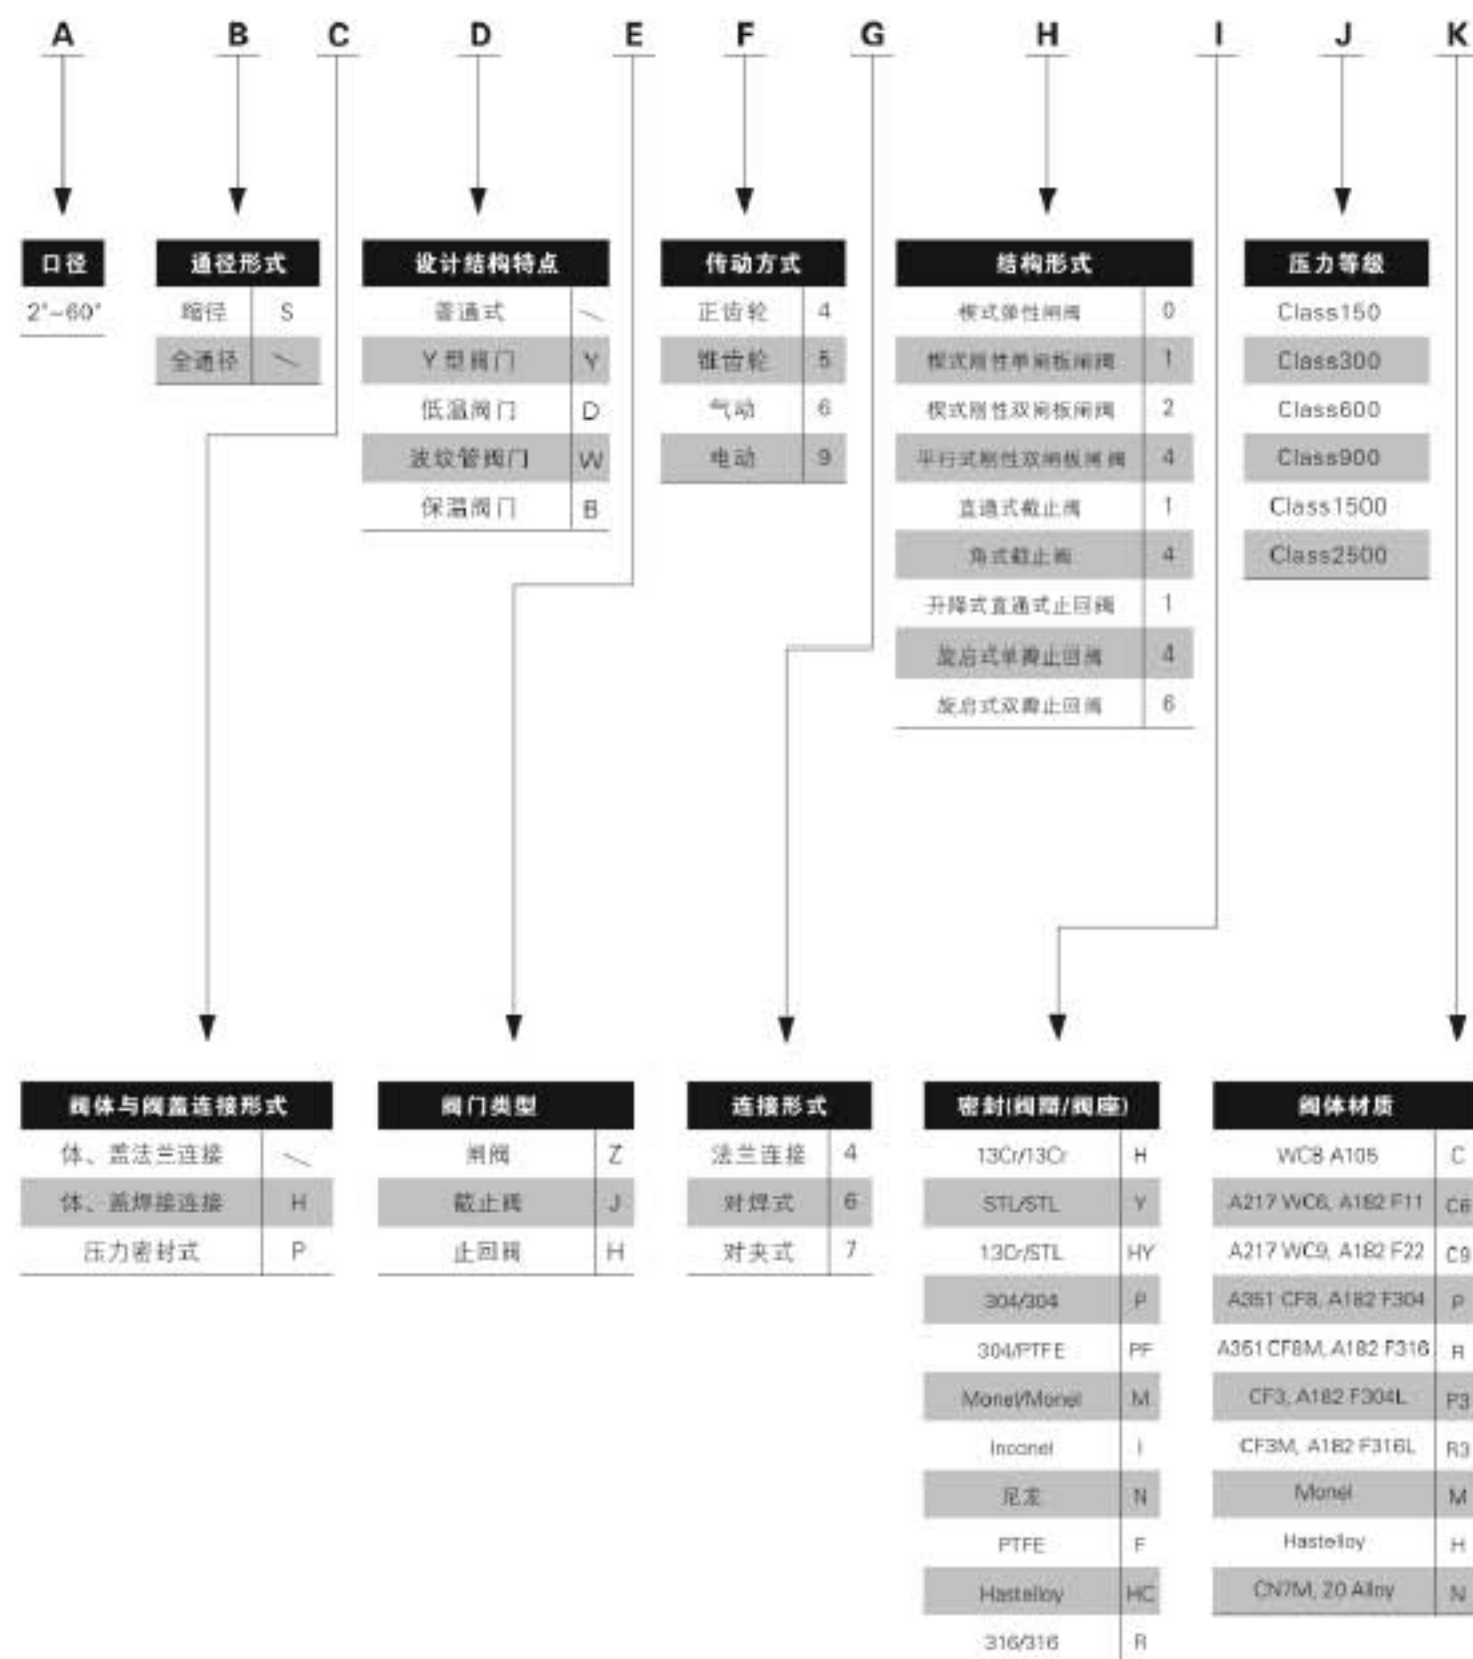 A B C D E F G H I J K
口径
2"~60"
通径形式
缩径 S
全通径 \
设计结构特点
普通式 \
Y型阀门 Y
低温阀门 D
波纹管阀门 W
保温阀门 B
传动方式
正齿轮 4
锥齿轮 5
气动 6
电动 9
结构形式
楔式弹性闸阀 0
楔式刚性单闸板闸阀 1
楔式刚性双闸板闸阀 2
平行式刚性双闸板闸阀 4
直通式截止阀 1
角式截止阀 4
升降式直通式止回阀 1
旋启式单瓣止回阀 4
旋启式双瓣止回阀 6
压力等级
Class150
Class300
Class600
Class900
Class1500
Class2500
阀体与阀盖连接形式
体、盖法兰连接 \
体、盖焊接连接 H
压力密封式 P
阀门类型
闸阀 Z
截止阀 J
止回阀 H
连接形式
法兰连接 4
对焊式 6
对夹式 7
密封(阀瓣/阀座)
13Cr/13Cr H
STL/STL Y
13Cr/STL HY
304/304 P
304/PTFE PF
Monel/Monel M
Inconel I
尼龙 N
PTFE F
Hastelloy HC
316/316 R
阀体材质
WCB A105 C
A217 WC6, A182 F11 C6
A217 WC9, A182 F22 C9
A351 CF8, A182 F304 P
A351 CF8M, A182 F316 R
CF3, A182 F304L P3
CF3M, A182 F316L R3
Monel M
Hastelloy H
CN7M, 20 Alloy N